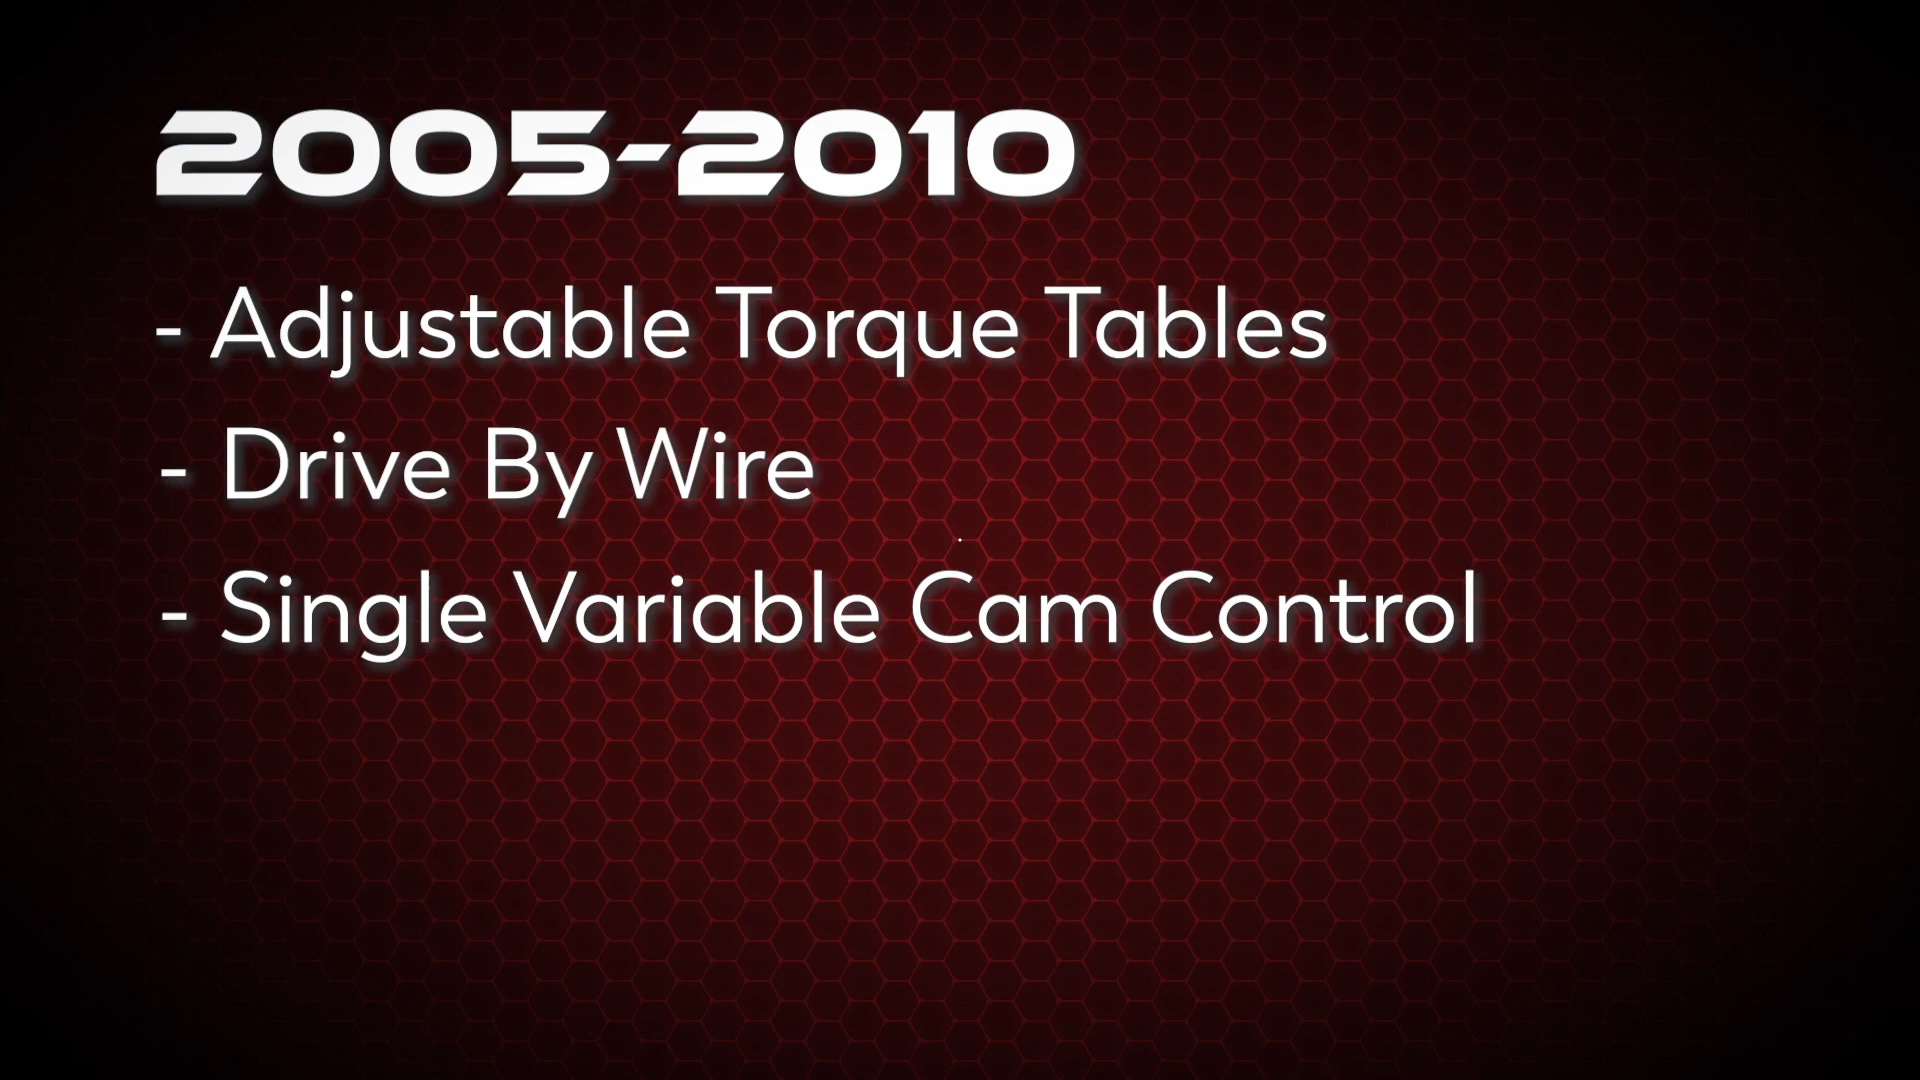 2005-2010
- Adjustable Torque Tables
- Drive By Wire
- Single Variable Cam Control